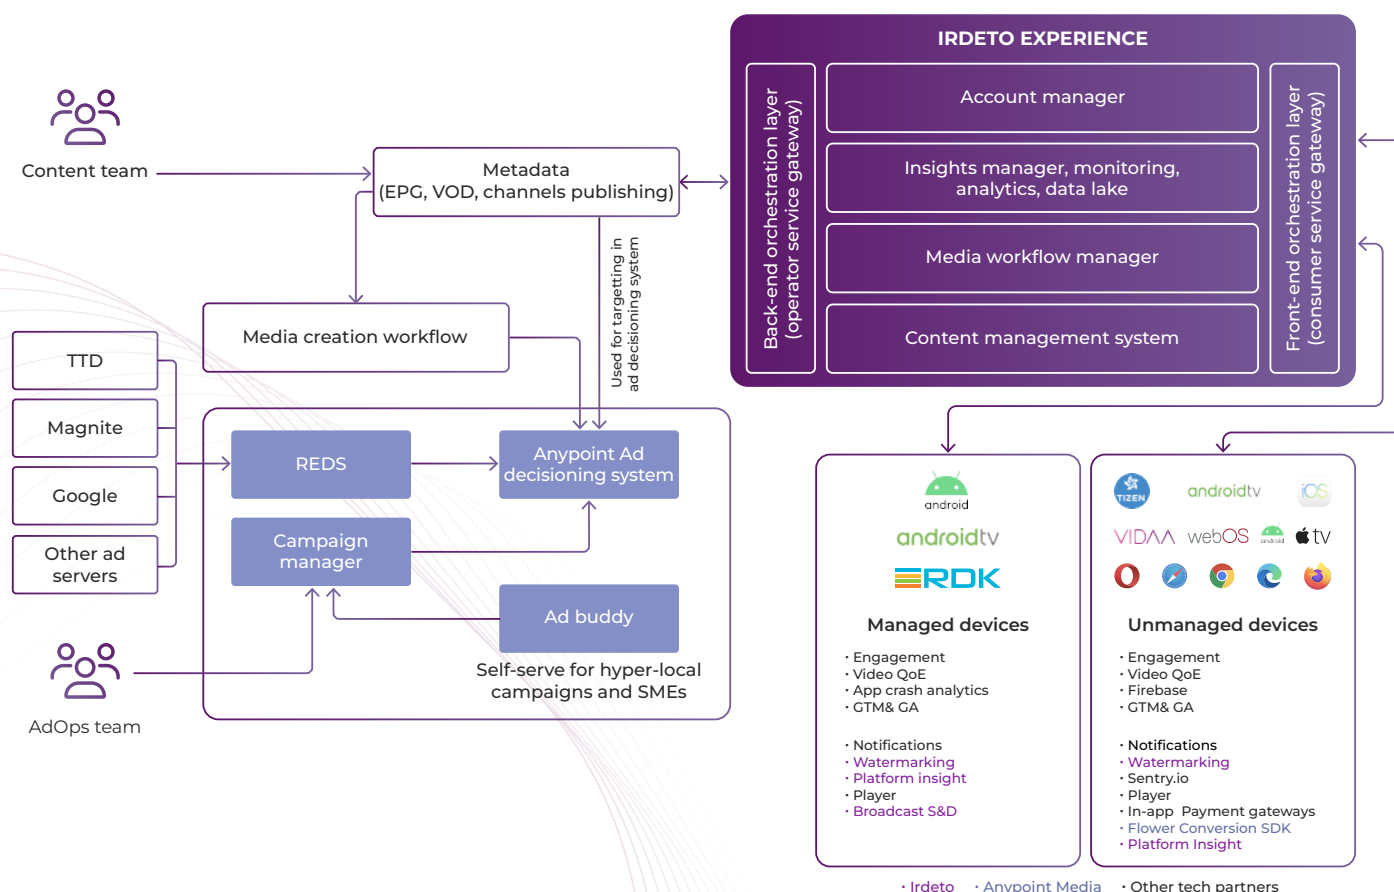 IRDETO EXPERIENCE
Back-end orchestration layer
(operator service gateway)
Account manager
Insights manager, monitoring,
analytics, data lake
Media workflow manager
Content management system
Front-end orchestration layer
(consumer service gateway)
Content team
Metadata
(EPG, VOD, channels publishing)
Used for targetting in
ad decisioning system
Media creation workflow
TTD
Magnite
Google
Other ad
servers
REDS
Anypoint Ad
decisioning system
Campaign
manager
Ad buddy
Self-serve for hyper-local
campaigns and SMEs
AdOps team
android
androidtv
RDK
Managed devices
· Engagement
· Video QoE
· App crash analytics
· GTM& GA
· Notifications
· Watermarking
· Platform insight
· Player
· Broadcast S&D
TIZEN
androidtv
iOS
VIDAA
webOS
android
tv
Unmanaged devices
· Engagement
· Video QoE
· Firebase
· GTM& GA
· Notifications
· Watermarking
· Sentry.io
· Player
· In-app Payment gateways
· Flower Conversion SDK
· Platform Insight
· Irdeto · Anypoint Media · Other tech partners